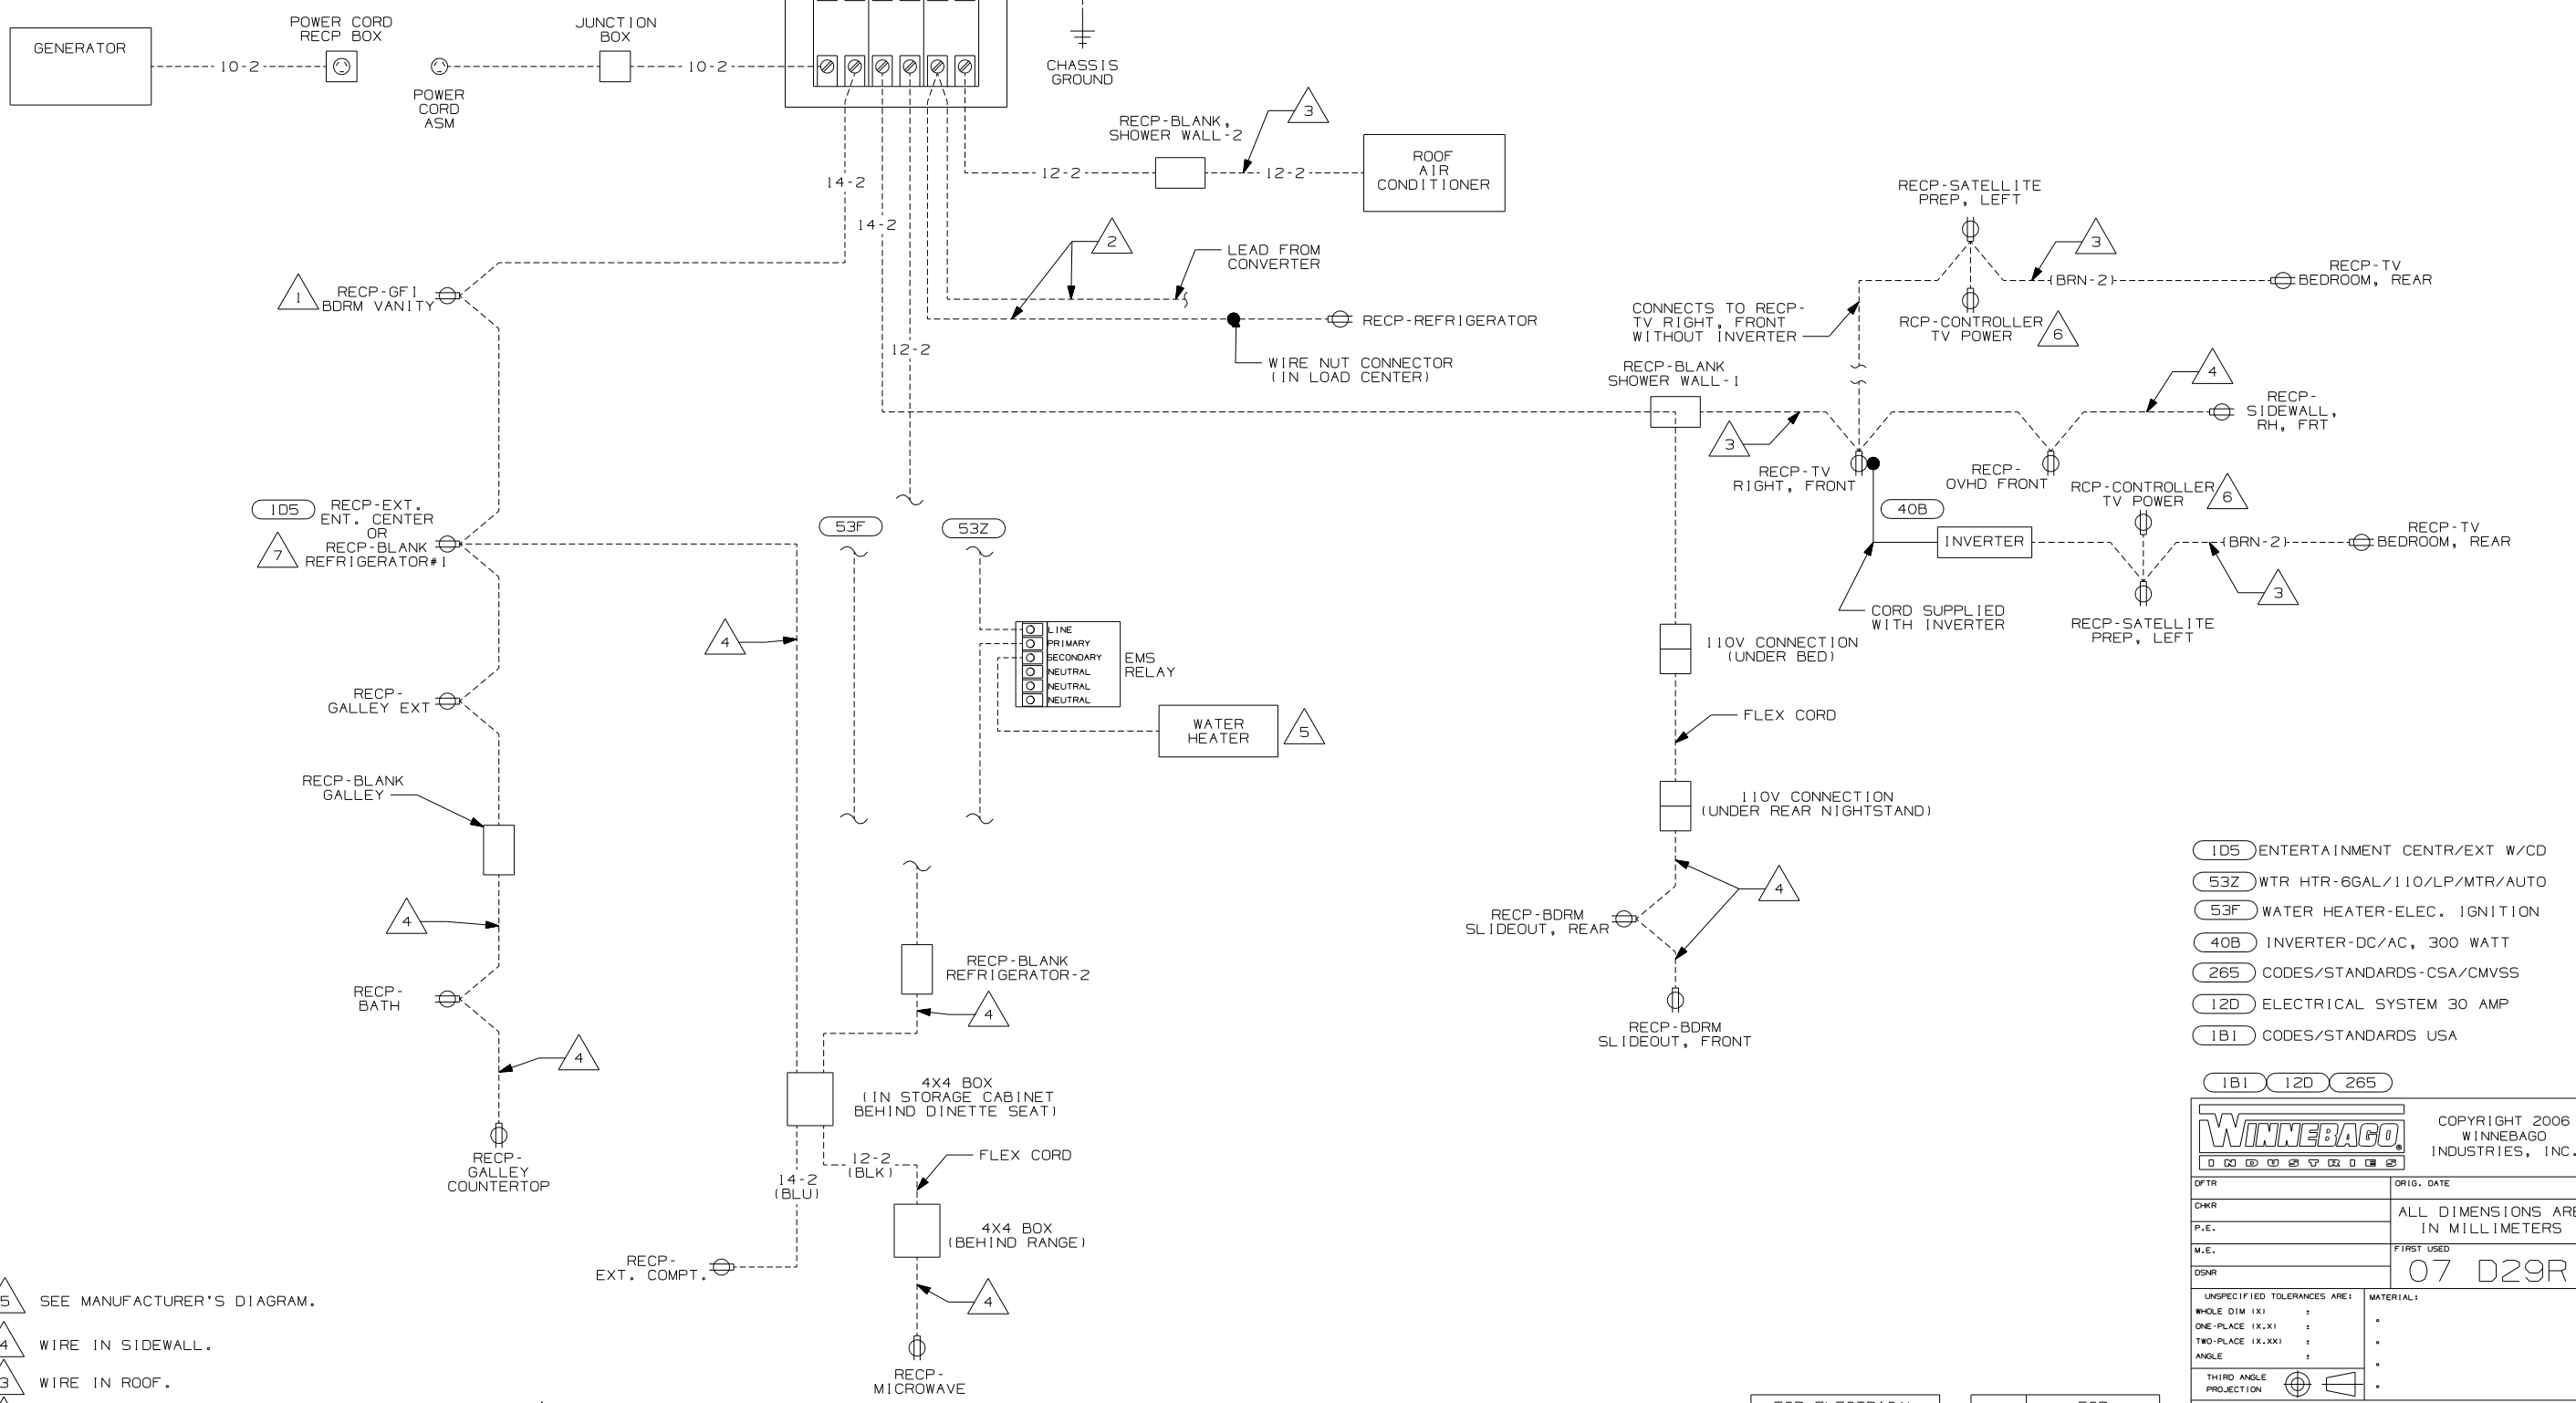 GENERATOR
10-2
POWER CORD
RECP BOX
POWER
CORD
ASM
JUNCTION
BOX
10-2
CHASSIS
GROUND
RECP-BLANK,
SHOWER WALL-2
3
12-2
12-2
ROOF
AIR
CONDITIONER
14-2
14-2
12-2
2
LEAD FROM
CONVERTER
RECP-REFRIGERATOR
WIRE NUT CONNECTOR
(IN LOAD CENTER)
1
RECP-GFI
BDRM VANITY
RECP-SATELLITE
PREP, LEFT
3
(BRN-2)
RECP-TV
BEDROOM, REAR
CONNECTS TO RECP-
TV RIGHT, FRONT
WITHOUT INVERTER
RCP-CONTROLLER
TV POWER
6
RECP-BLANK
SHOWER WALL-1
3
4
RECP-
SIDEWALL,
RH, FRT
RECP-TV
RIGHT, FRONT
RECP-
OVHD FRONT
40B
RCP-CONTROLLER
TV POWER
6
INVERTER
(BRN-2)
RECP-TV
BEDROOM, REAR
3
CORD SUPPLIED
WITH INVERTER
RECP-SATELLITE
PREP, LEFT
1D5
RECP-EXT.
ENT. CENTER
OR
RECP-BLANK
REFRIGERATOR#1
7
53F
53Z
4
LINE
PRIMARY
SECONDARY
NEUTRAL
NEUTRAL
NEUTRAL
EMS
RELAY
WATER
HEATER
5
110V CONNECTION
(UNDER BED)
FLEX CORD
110V CONNECTION
(UNDER REAR NIGHTSTAND)
4
RECP-BDRM
SLIDEOUT, REAR
RECP-BDRM
SLIDEOUT, FRONT
RECP-
GALLEY EXT
RECP-BLANK
GALLEY
4
RECP-
BATH
4
RECP-
GALLEY
COUNTERTOP
RECP-BLANK
REFRIGERATOR-2
4
4X4 BOX
(IN STORAGE CABINET
BEHIND DINETTE SEAT)
12-2
(BLK)
FLEX CORD
14-2
(BLU)
4X4 BOX
(BEHIND RANGE)
RECP-
EXT. COMPT.
4
RECP-
MICROWAVE
5 SEE MANUFACTURER'S DIAGRAM.
4 WIRE IN SIDEWALL.
3 WIRE IN ROOF.
1D5 ENTERTAINMENT CENTR/EXT W/CD
53Z WTR HTR-6GAL/110/LP/MTR/AUTO
53F WATER HEATER-ELEC. IGNITION
40B INVERTER-DC/AC, 300 WATT
265 CODES/STANDARDS-CSA/CMVSS
12D ELECTRICAL SYSTEM 30 AMP
1B1 CODES/STANDARDS USA
1B1 12D 265
WINNEBAGO®
INDUSTRIES
COPYRIGHT 2006
WINNEBAGO
INDUSTRIES, INC.
DFTR
ORIG. DATE
CHKR
ALL DIMENSIONS ARE
IN MILLIMETERS
P.E.
M.E.
FIRST USED
DSNR
07 D29R
UNSPECIFIED TOLERANCES ARE:
WHOLE DIM (X) ±
ONE-PLACE (X.X) ±
TWO-PLACE (X.XX) ±
ANGLE ±
MATERIAL:
THIRD ANGLE
PROJECTION